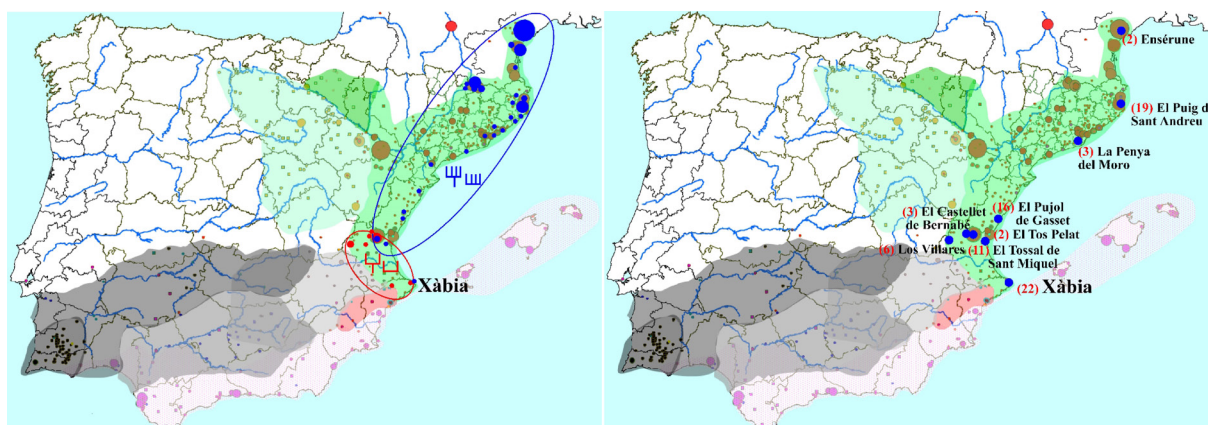 Xàbia
(2) Ensérune
(19) El Puig d
Sant Andreu
(3) La Penya
del Moro
(3) El Castellet
de Bernabé
(16) El Pujol
de Gasset
(2) El Tos Pelat
(6) Los Villares
(11) El Tossal de
Sant Miquel
(22) Xàbia